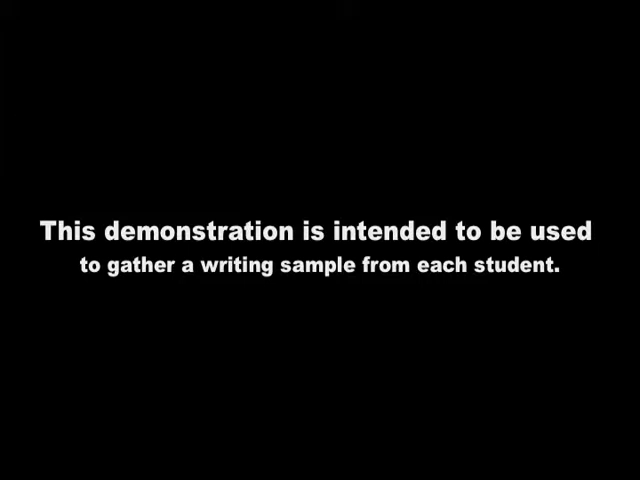 This demonstration is intended to be used
to gather a writing sample from each student.